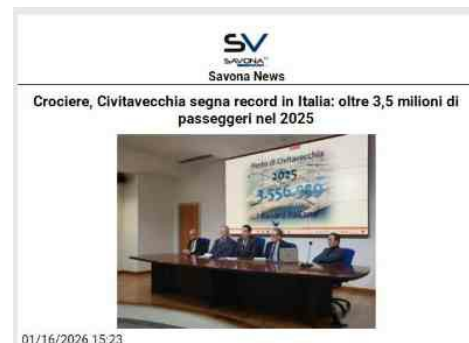 SV
SAVONA
Savona News
Crociere, Civitavecchia segna record in Italia: oltre 3,5 milioni di
passeggeri nel 2025
Porto di Civitavecchia
2025
3.556.959
01/16/2026 15:23